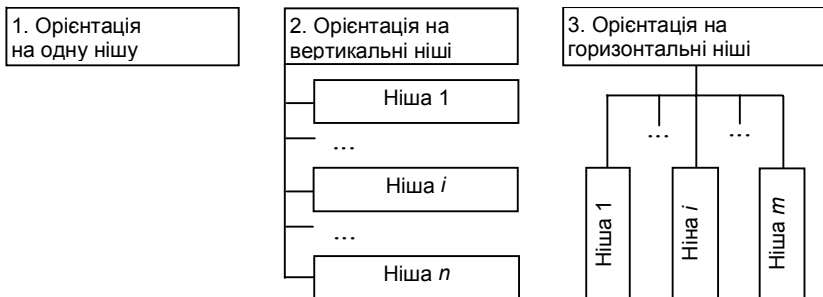 1. Орієнтація
на одну нішу
2. Орієнтація на
вертикальні ніші
Ніша 1
...
Ніша i
...
Ніша n
3. Орієнтація на
горизонтальні ніші
...
...
Ніша 1
Ніна i
Ніша m